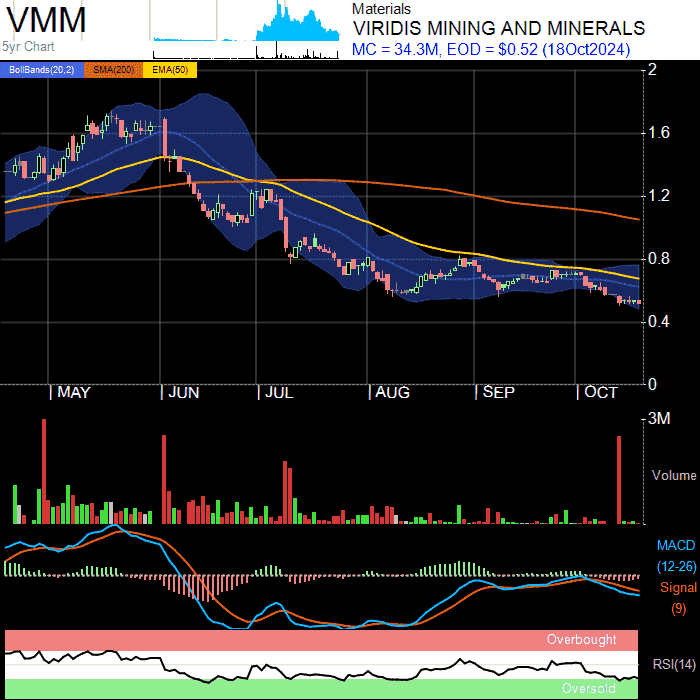 VMM
5yr Chart
Materials
VIRIDIS MINING AND MINERALS
MC = 34.3M, EOD = $0.52 (18Oct2024)
BollBands(20,2) SMA(200) EMA(50)
2
1.6
1.2
0.8
0.4
0
MAY JUN JUL AUG SEP OCT
3M
Volume
MACD
(12-26)
Signal
(9)
Overbought
RSI(14)
Oversold